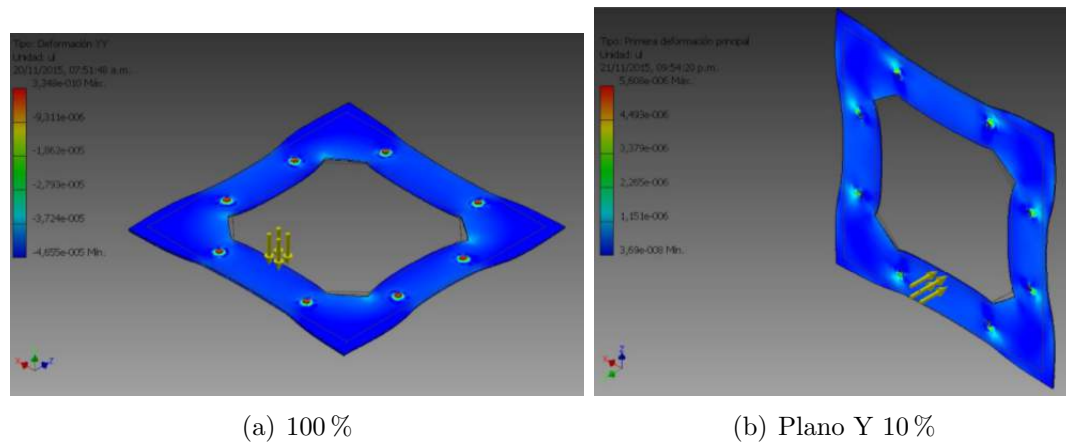 Tipo: Deformación YY
Unidad: ul
20/11/2015, 07:51:48 a.m.
3,248e-010 Máx.
-9,311e-006
-1,862e-005
-2,793e-005
-3,724e-005
-4,655e-005 Mín.
X
Z
Tipo: Primera deformación principal
Unidad: ul
21/11/2015, 09:54:20 p.m.
5,608e-006 Máx.
4,493e-006
3,379e-006
2,265e-006
1,151e-006
3,69e-008 Mín.
X
Z
(a) 100 %
(b) Plano Y 10 %